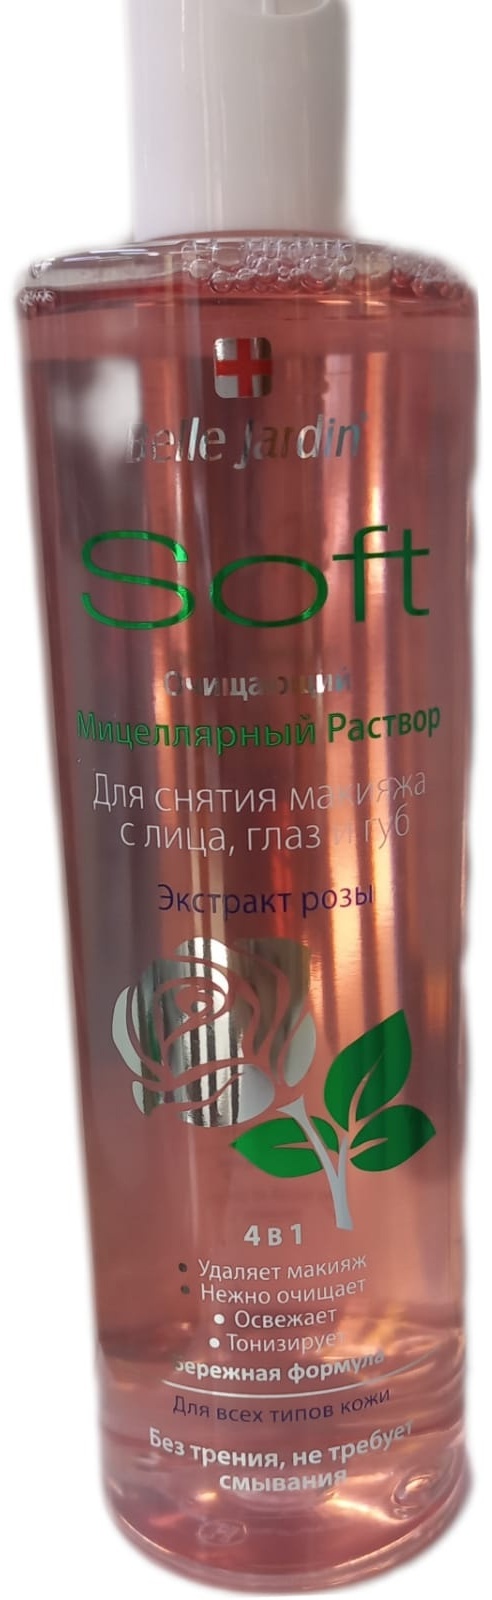 Belle Jardin
Soft
Очищающий
Мицеллярный Раствор
Для снятия макияжа
с лица, глаз и губ
Экстракт розы
4 в 1
• Удаляет макияж
• Нежно очищает
• Освежает
• Тонизирует
Бережная формула
Для всех типов кожи
Без трения, не требует
смывания